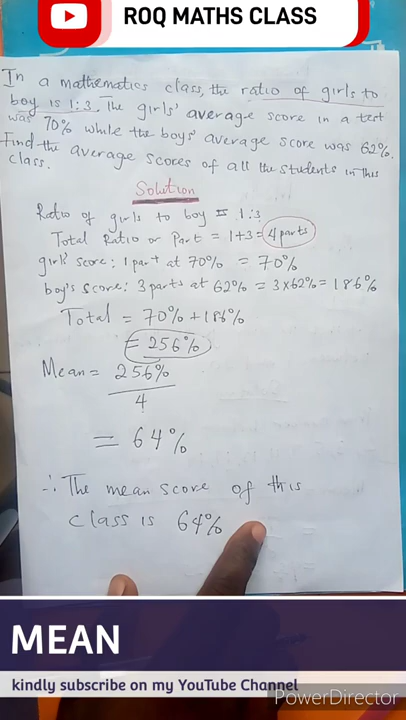 ROQ MATHS CLASS
In a mathematics class, the ratio of girls to
boy is 1:3. The girls' average score in a test
was 70% while the boys' average score was 62%.
Find the average scores of all the students in this
class.
Solution
Ratio of girls to boy = 1:3
Total Ratio or Part = 1+3 = 4 parts
girls' score: 1 part at 70% = 70%
boy's score: 3 parts at 62% = 3x62% = 186%
Total = 70% + 186%
= 256%
Mean = 256%
4
= 64%
∴ The mean score of this
class is 64%
MEAN
kindly subscribe on my YouTube Channel
PowerDirector